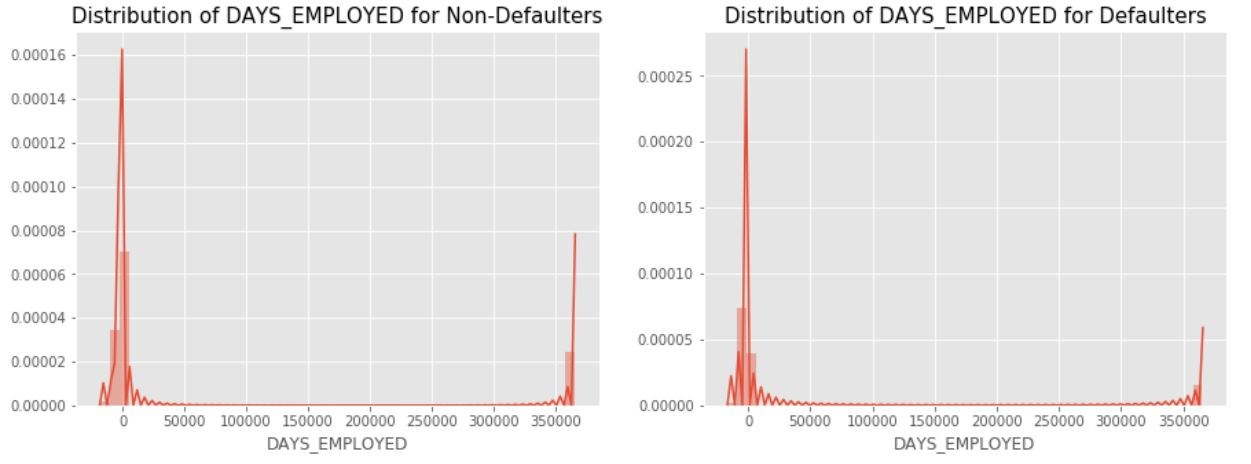 Distribution of DAYS_EMPLOYED for Non-Defaulters
0.00016
0.00014
0.00012
0.00010
0.00008
0.00006
0.00004
0.00002
0.00000
0 50000 100000 150000 200000 250000 300000 350000
DAYS_EMPLOYED
Distribution of DAYS_EMPLOYED for Defaulters
0.00025
0.00020
0.00015
0.00010
0.00005
0.00000
0 50000 100000 150000 200000 250000 300000 350000
DAYS_EMPLOYED